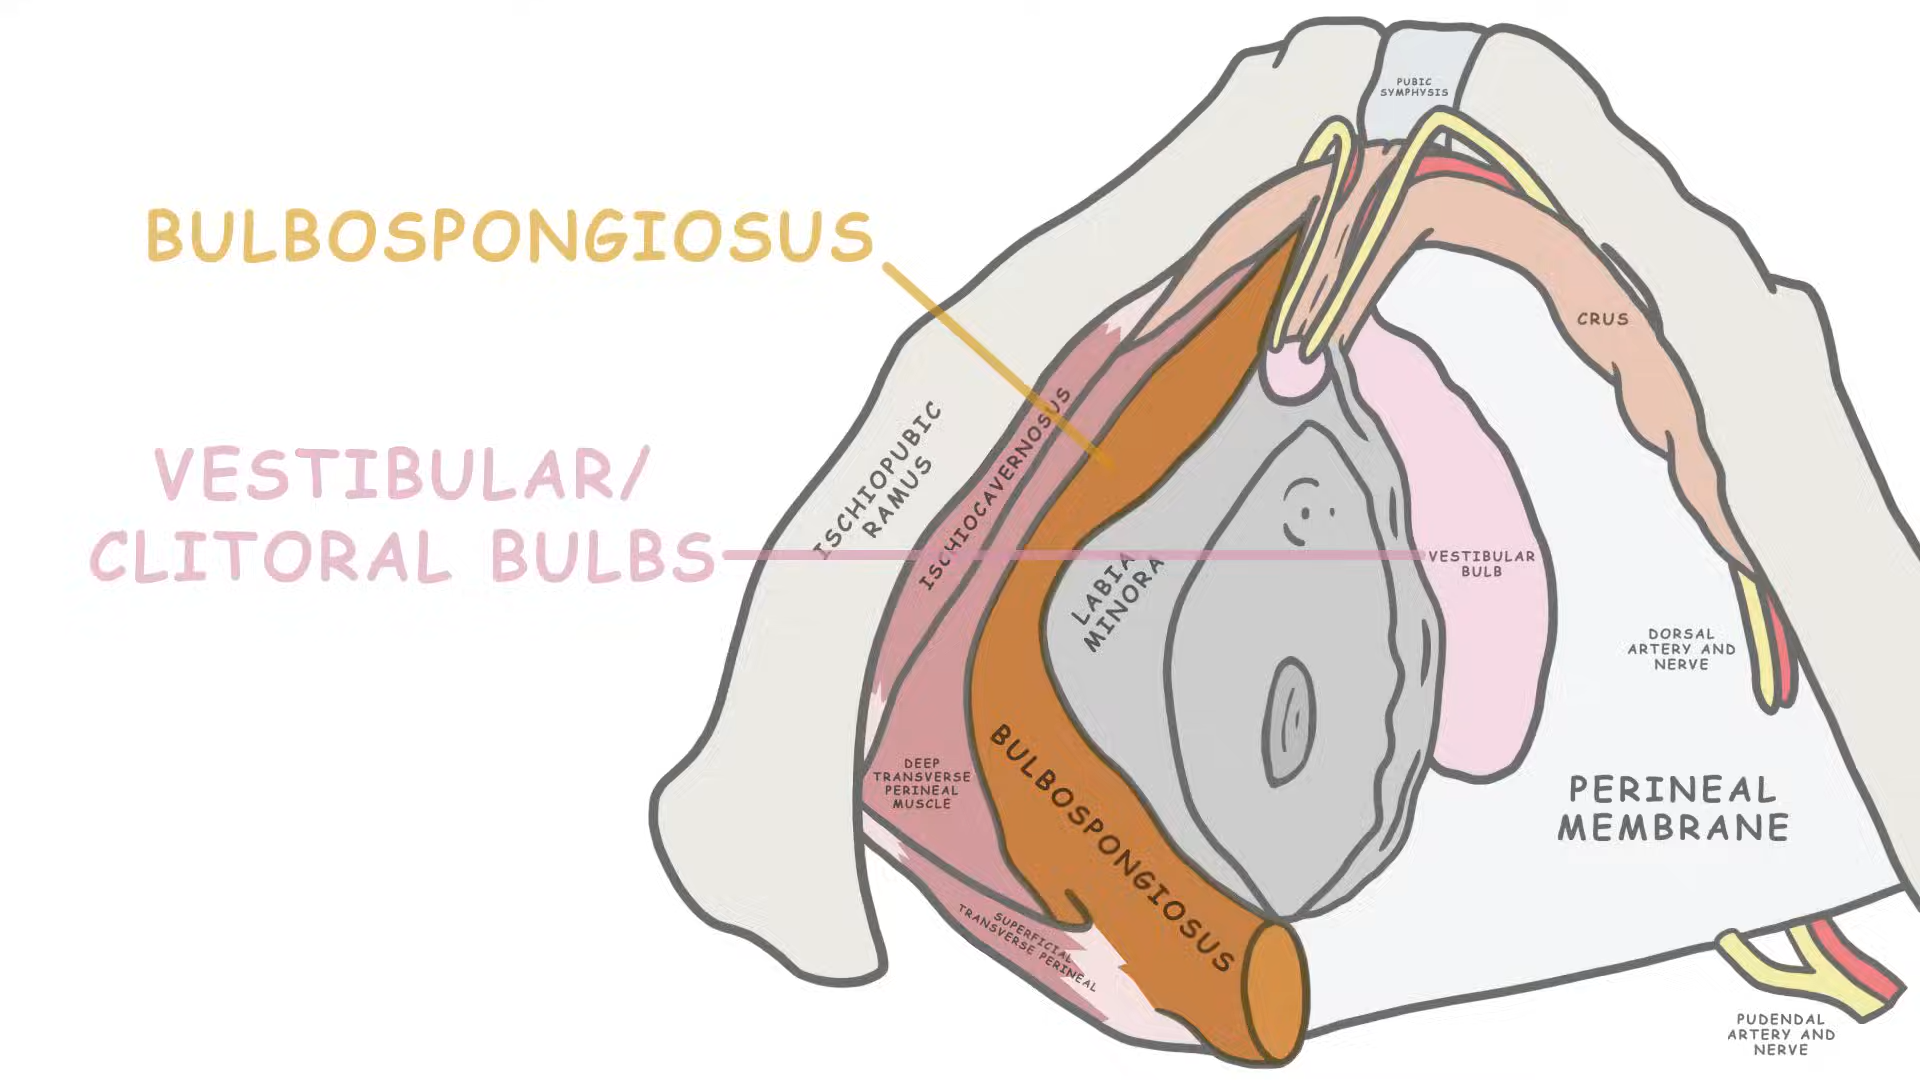 PUBIC
SYMPHYSIS
BULBOSPONGIOSUS
CRUS
ISCHIOPUBIC
RAMUS
ISCHIOCAVERNOSUS
VESTIBULAR/
CLITORAL BULBS
VESTIBULAR
BULB
LABIA
MINORA
DORSAL
ARTERY AND
NERVE
DEEP
TRANSVERSE
PERINEAL
MUSCLE
BULBOSPONGIOSUS
PERINEAL
MEMBRANE
SUPERFICIAL
TRANSVERSE PERINEAL
PUDENDAL
ARTERY AND
NERVE